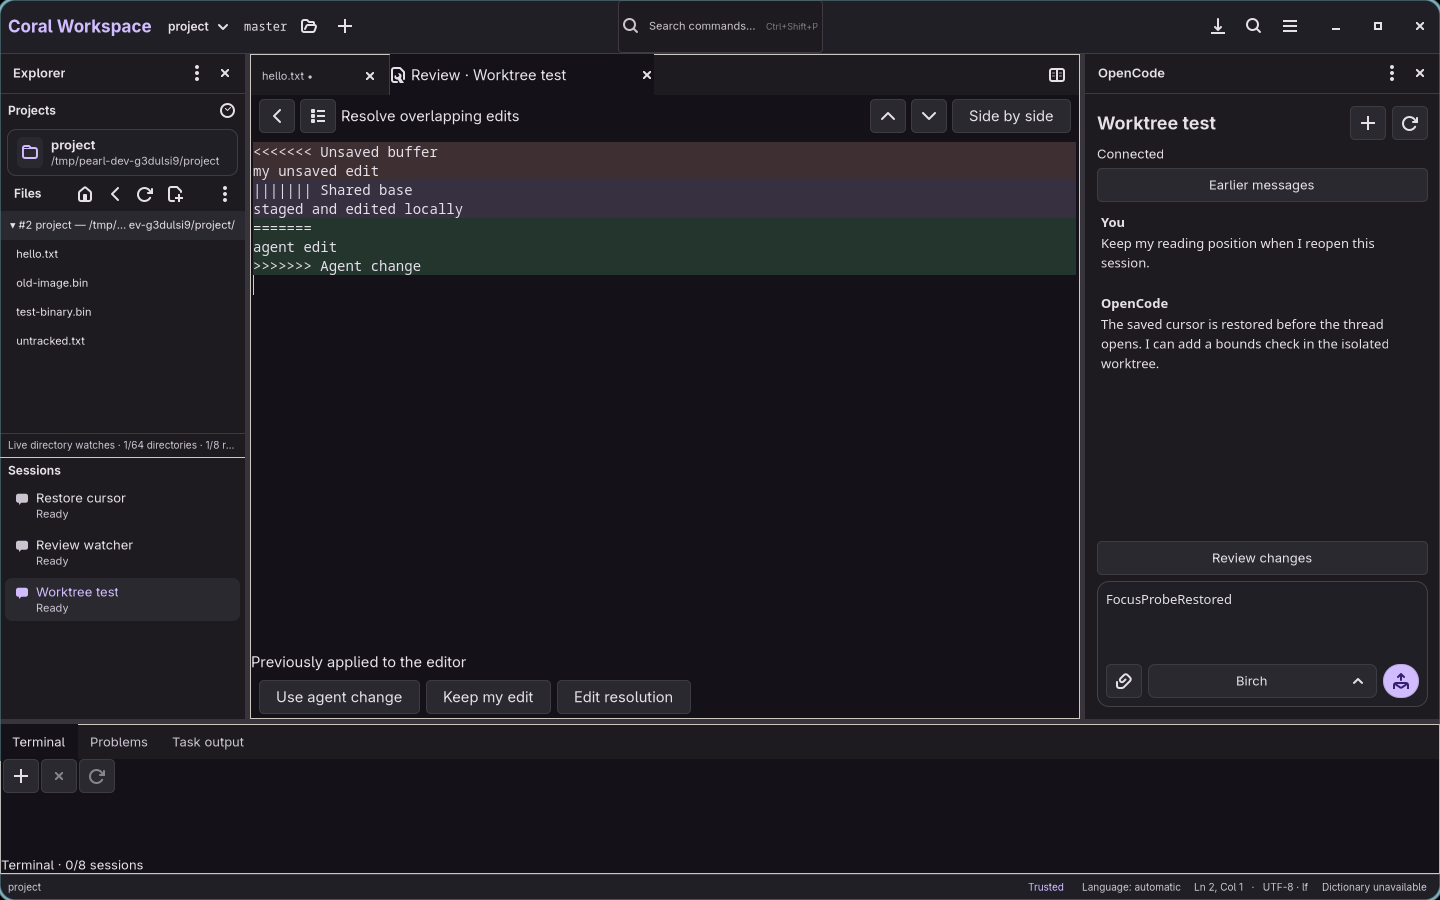 Coral Workspace
project
master
Search commands...
Ctrl+Shift+P
Explorer
Projects
project
/tmp/pearl-dev-g3dulsi9/project
Files
▾ #2 project — /tmp/... ev-g3dulsi9/project/
hello.txt
old-image.bin
test-binary.bin
untracked.txt
Live directory watches · 1/64 directories · 1/8 r...
Sessions
Restore cursor
Ready
Review watcher
Ready
Worktree test
Ready
hello.txt •
Review · Worktree test
Resolve overlapping edits
Side by side
<<<<<<< Unsaved buffer
my unsaved edit
||||||| Shared base
staged and edited locally
=======
agent edit
>>>>>>> Agent change
Previously applied to the editor
Use agent change
Keep my edit
Edit resolution
OpenCode
Worktree test
Connected
Earlier messages
You
Keep my reading position when I reopen this
session.
OpenCode
The saved cursor is restored before the thread
opens. I can add a bounds check in the isolated
worktree.
Review changes
FocusProbeRestored
Birch
Terminal
Problems
Task output
Terminal · 0/8 sessions
project
Trusted
Language: automatic
Ln 2, Col 1
· UTF-8 · lf
Dictionary unavailable